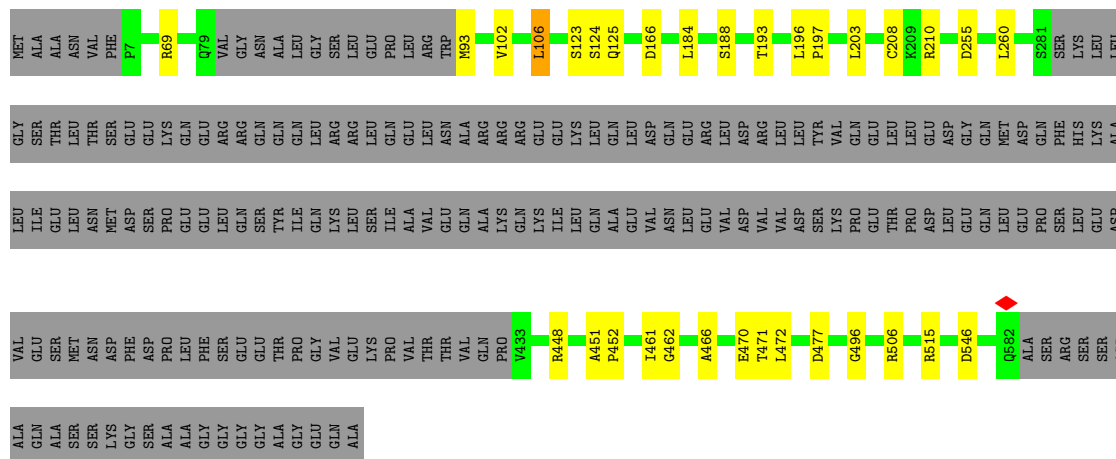 MET ALA ALA ASN VAL PHE P7 R69 Q79 VAL GLY ASN ALA LEU GLY SER LEU GLU PRO LEU ARG TRP M93 V102 L106 S123 S124 Q125 D166 L184 S188 T193 L196 P197 L203 C208 K209 R210 D255 L260 S281 SER LYS LEU LEU
GLY SER THR LEU THR SER GLU GLU LYS GLN GLU ARG ARG GLN GLN LEU ARG ARG LEU GLN GLU LEU ASN ALA ARG ARG ARG GLU GLU LYS LEU GLN LEU ASP GLN GLU ARG LEU ASP ARG LEU LEU TYR VAL GLN GLU LEU LEU GLU ASP GLY GLN MET ASP GLN PHE HIS LYS ALA
LEU ILE GLU LEU ASN MET ASP SER PRO GLU GLU LEU GLN SER TYR ILE GLN LYS LEU SER ILE ALA VAL GLU GLN ALA LYS GLN LYS ILE LEU GLN ALA GLU VAL ASN LEU GLU VAL ASP VAL VAL ASP SER LYS PRO GLU THR PRO ASP LEU GLU GLN LEU GLU PRO SER LEU GLU ASP
VAL GLU SER MET ASN ASP PHE ASP PRO LEU PHE SER GLU GLU THR PRO GLY VAL GLU LYS PRO VAL THR THR VAL GLN PRO V433 R448 A451 P452 I461 G462 A466 E470 T471 L472 D477 G496 R506 R515 D546 Q582 ALA SER ARG SER SER
ALA GLN ALA SER SER LYS GLY SER ALA ALA GLY GLY GLY GLY ALA GLY GLU GLN ALA